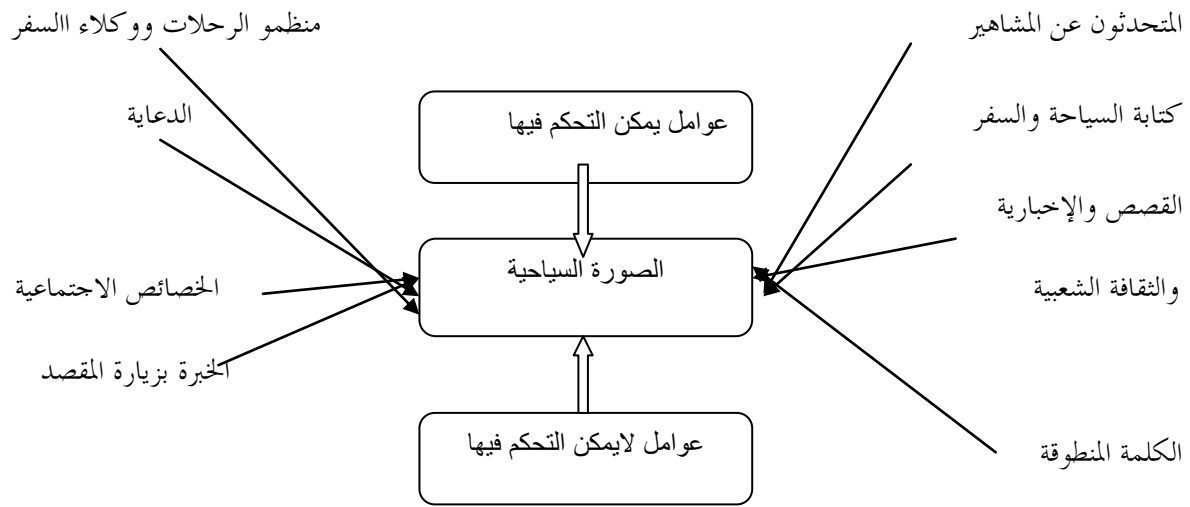 المتحدثون عن المشاهير
منظمو الرحلات ووكلاء االسفر
عوامل يمكن التحكم فيها
كتابة السياحة والسفر
الدعاية
القصص والإخبارية
الصورة السياحية
والثقافة الشعبية
الخصائص الاجتماعية
الخبرة بزيارة المقصد
عوامل لايمكن التحكم فيها
الكلمة المنطوقة